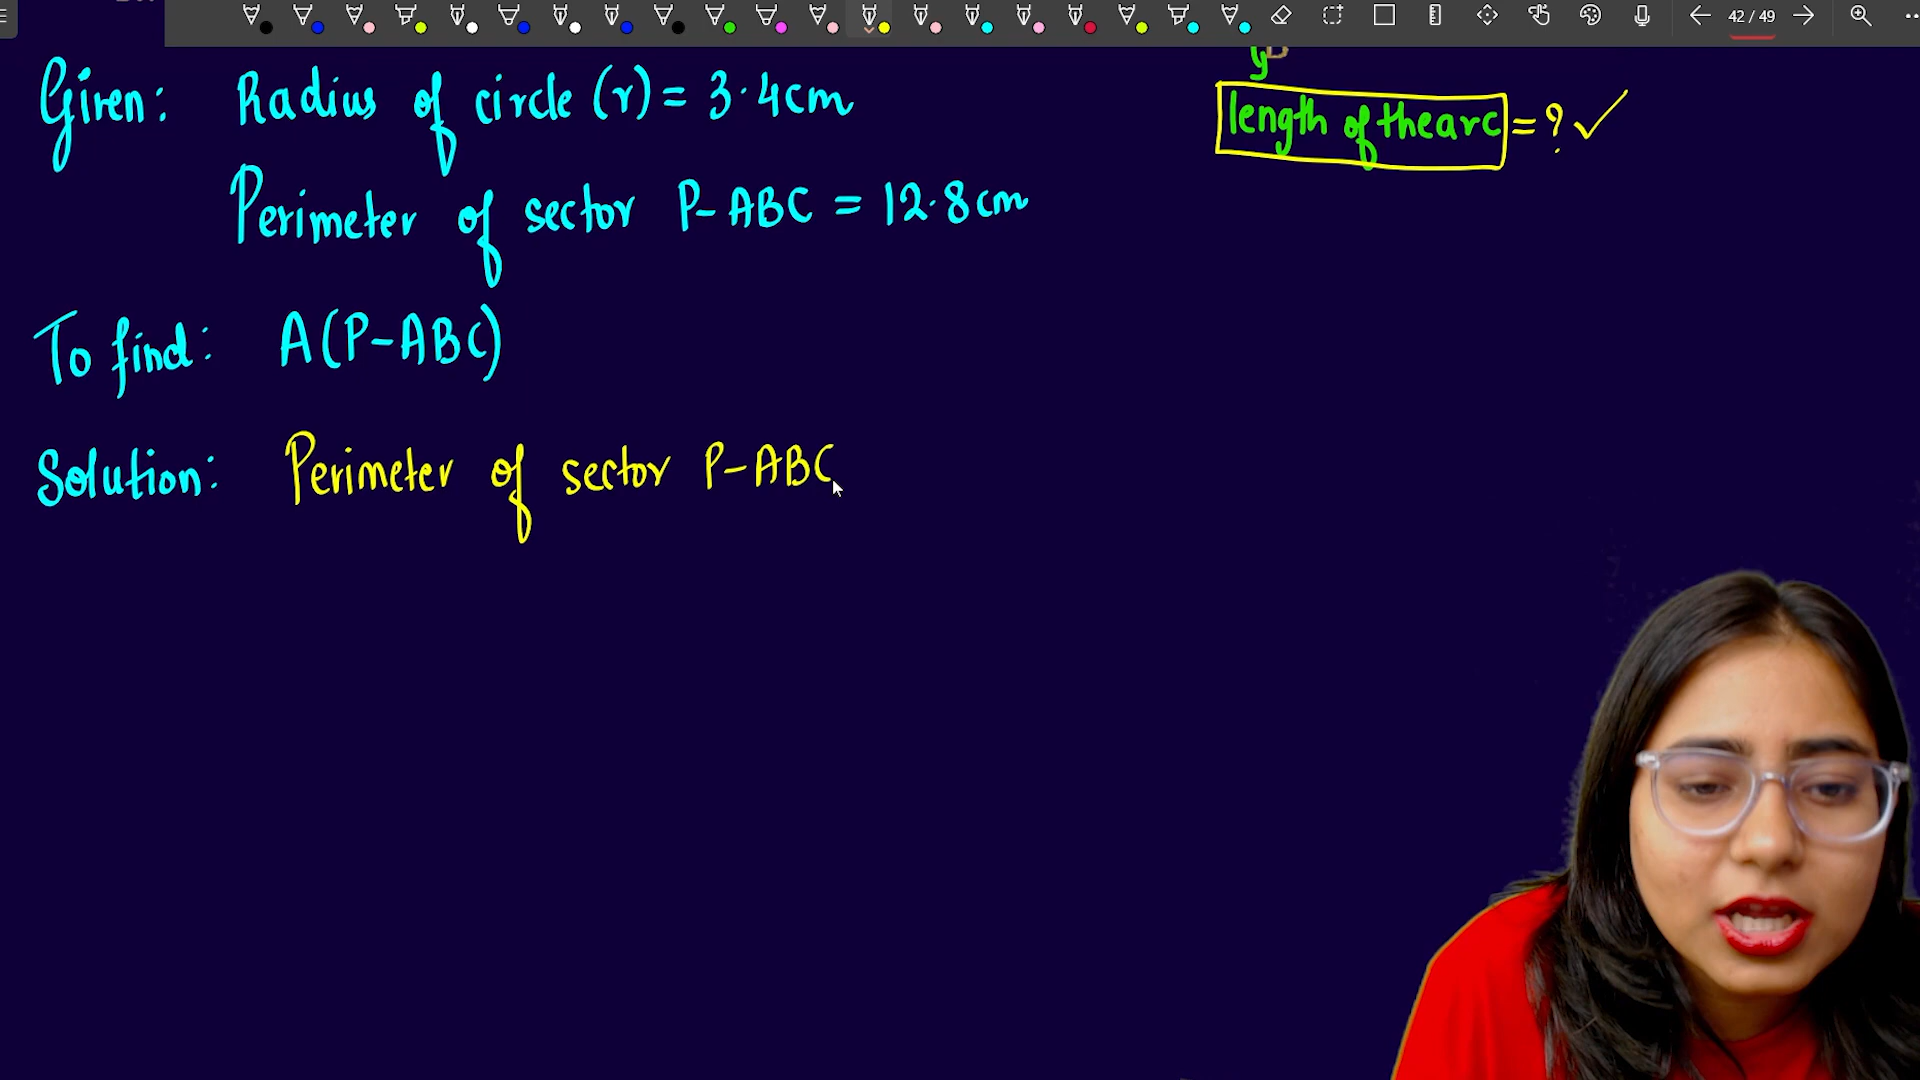 42 / 49
Given: Radius of circle (r) = 3.4cm
length of the arc = ? ✓
Perimeter of sector P-ABC = 12.8cm
To find: A(P-ABC)
Solution: Perimeter of sector P-ABC